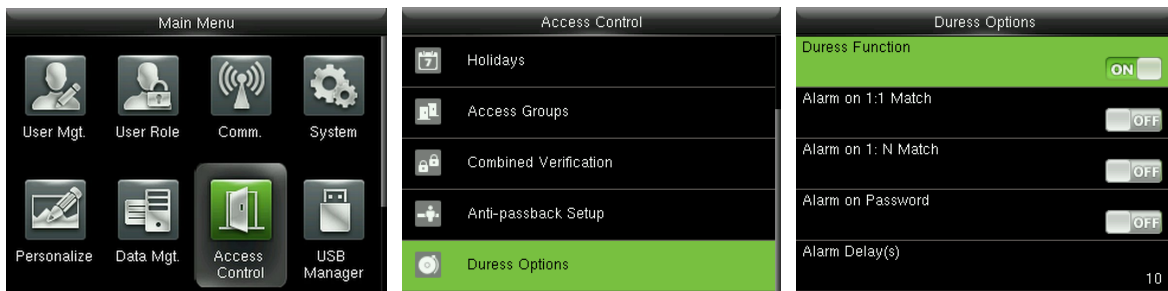 Main Menu
User Mgt.
User Role
Comm.
System
Personalize
Data Mgt.
Access
Control
USB
Manager
Access Control
7
Holidays
Access Groups
Combined Verification
Anti-passback Setup
Duress Options
Duress Options
Duress Function
ON
Alarm on 1:1 Match
OFF
Alarm on 1: N Match
OFF
Alarm on Password
OFF
Alarm Delay(s)
10